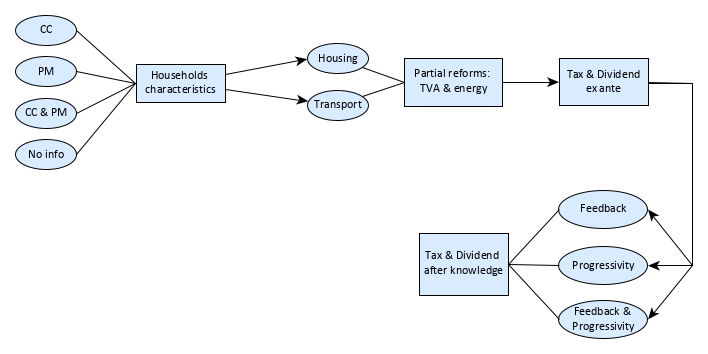 CC
PM
CC & PM
No info
Households
characteristics
Housing
Transport
Partial reforms:
TVA & energy
Tax & Dividend
ex ante
Feedback
Progressivity
Feedback &
Progressivity
Tax & Dividend
after knowledge